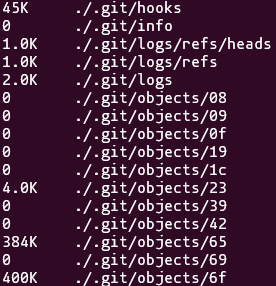 45K ./.git/hooks
0 ./.git/info
1.0K ./.git/logs/refs/heads
1.0K ./.git/logs/refs
2.0K ./.git/logs
0 ./.git/objects/08
0 ./.git/objects/09
0 ./.git/objects/0f
0 ./.git/objects/19
0 ./.git/objects/1c
4.0K ./.git/objects/23
0 ./.git/objects/39
0 ./.git/objects/42
384K ./.git/objects/65
0 ./.git/objects/69
400K ./.git/objects/6f